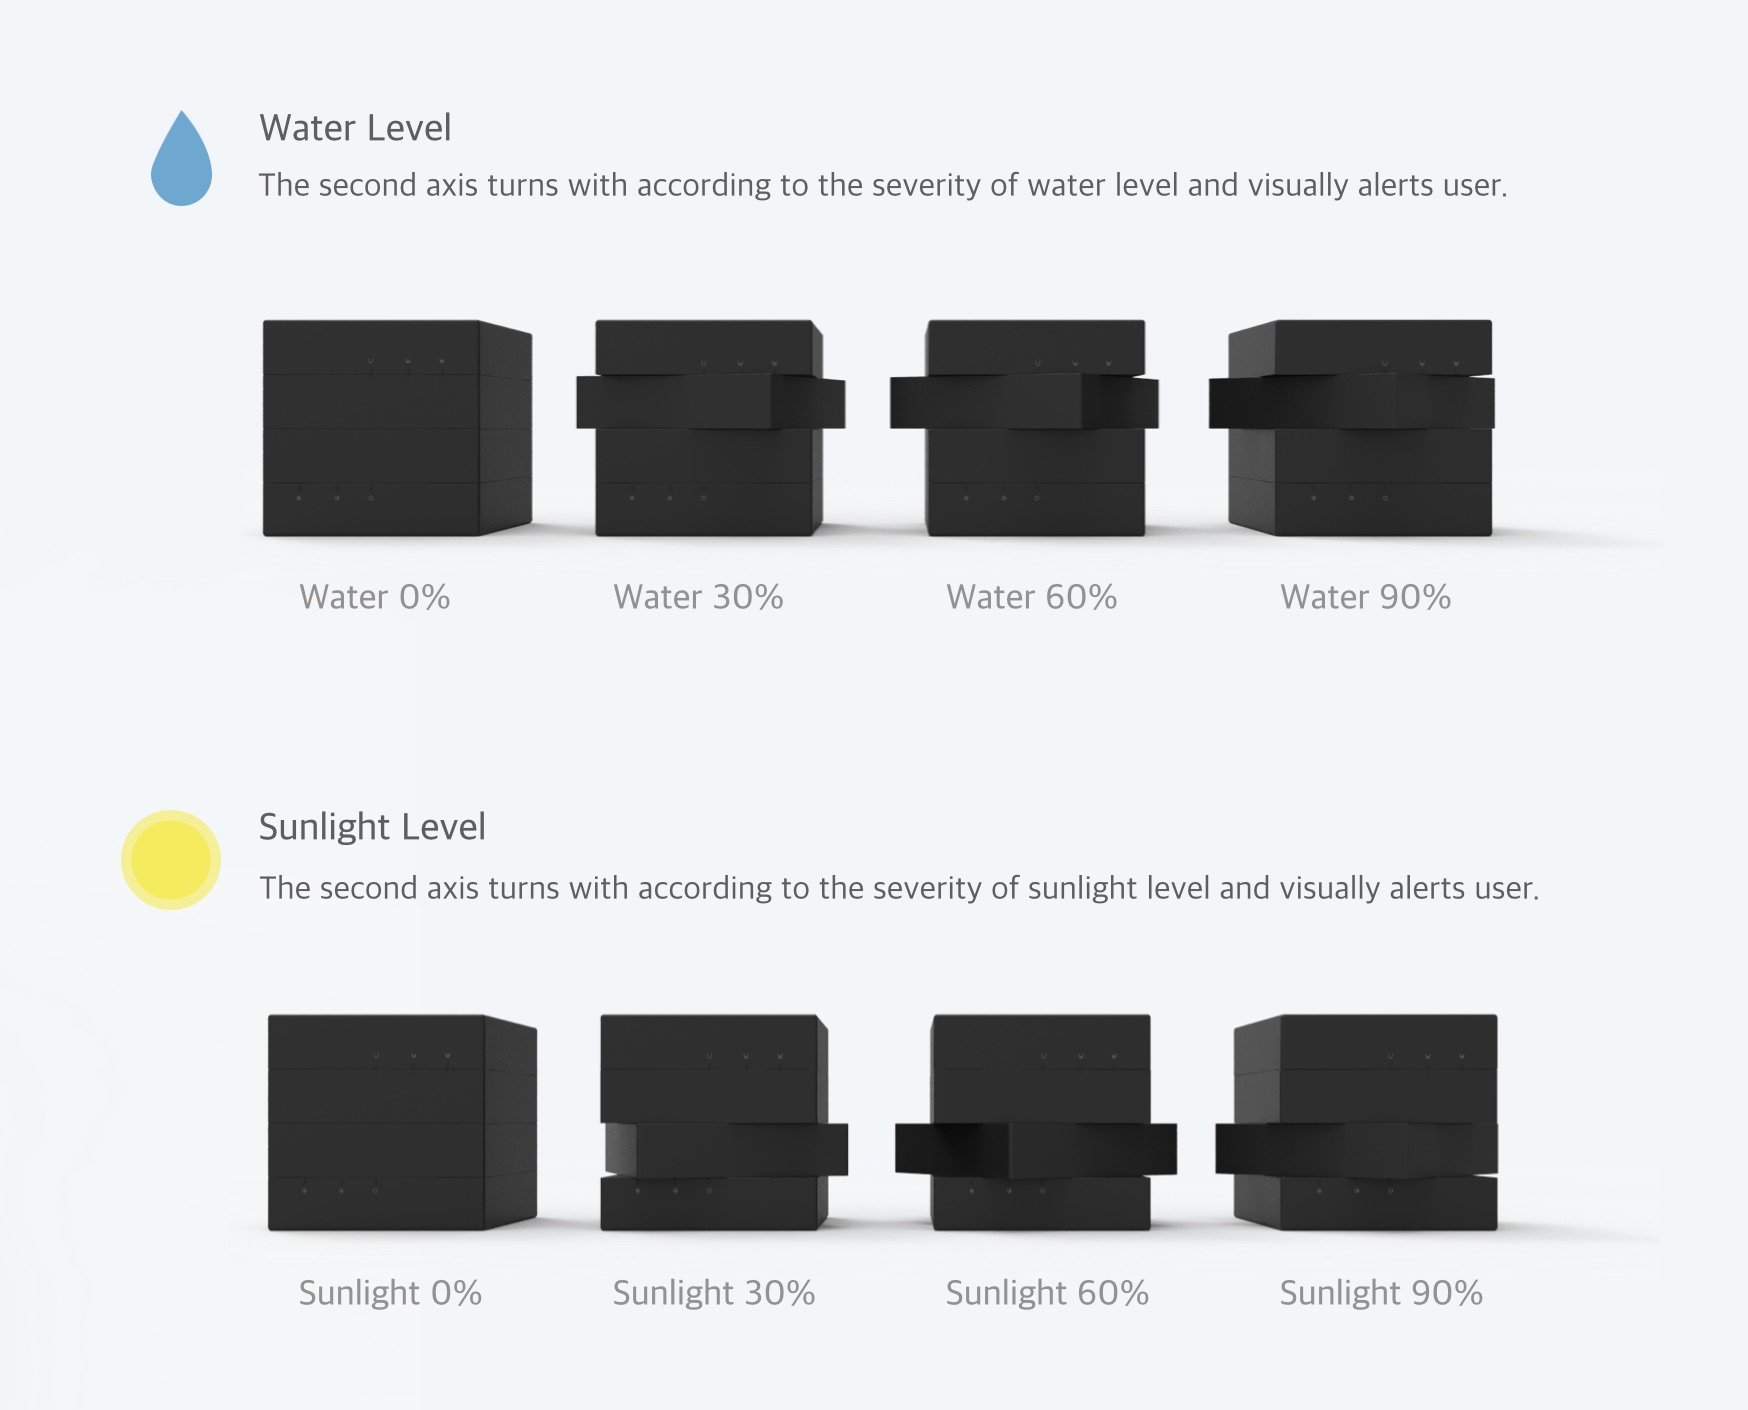 Water Level
The second axis turns with according to the severity of water level and visually alerts user.
Water 0%
Water 30%
Water 60%
Water 90%
Sunlight Level
The second axis turns with according to the severity of sunlight level and visually alerts user.
Sunlight 0%
Sunlight 30%
Sunlight 60%
Sunlight 90%